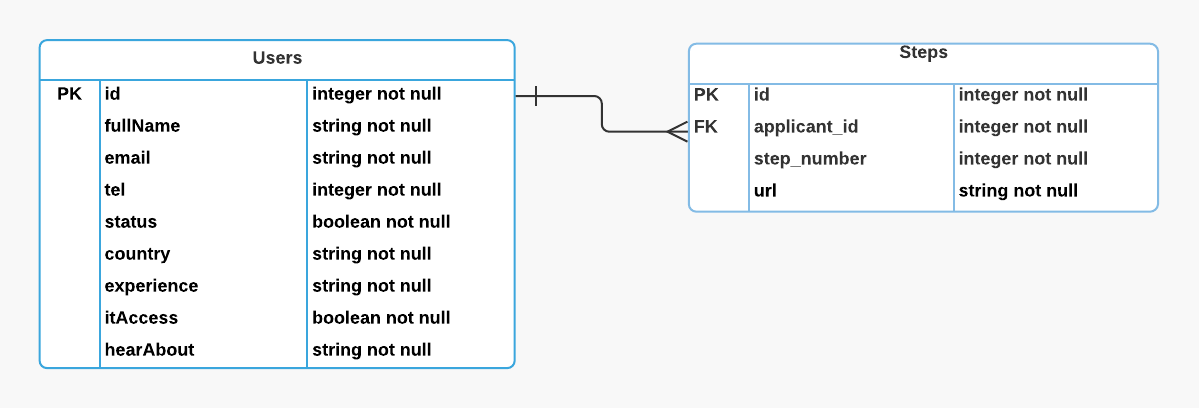 Users
PK id integer not null
fullName string not null
email string not null
tel integer not null
status boolean not null
country string not null
experience string not null
itAccess boolean not null
hearAbout string not null
Steps
PK id integer not null
FK applicant_id integer not null
step_number integer not null
url string not null